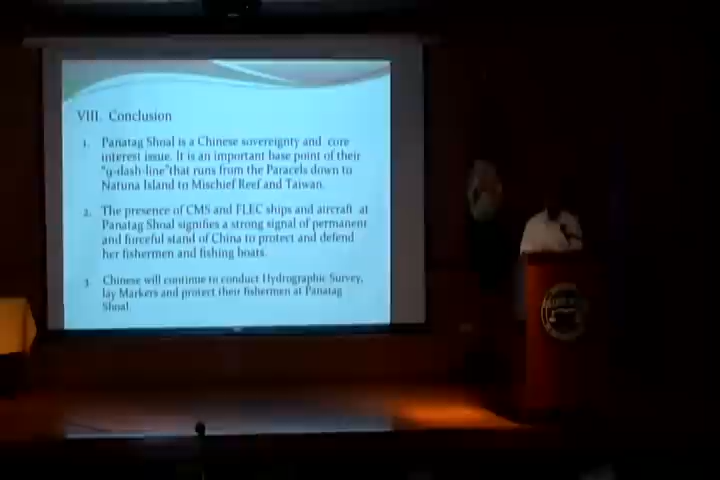 VIII. Conclusion
1. Panatag Shoal is a Chinese sovereignty and core
interest issue. It is an important base point of their
"9-dash-line" that runs from the Paracels down to
Natuna Island to Mischief Reef and Taiwan.
2. The presence of CMS and FLEC ships and aircraft at
Panatag Shoal signifies a strong signal of permanent
and forceful stand of China to protect and defend
her fishermen and fishing boats.
3. Chinese will continue to conduct Hydrographic Survey,
lay Markers and protect their fishermen at Panatag
Shoal